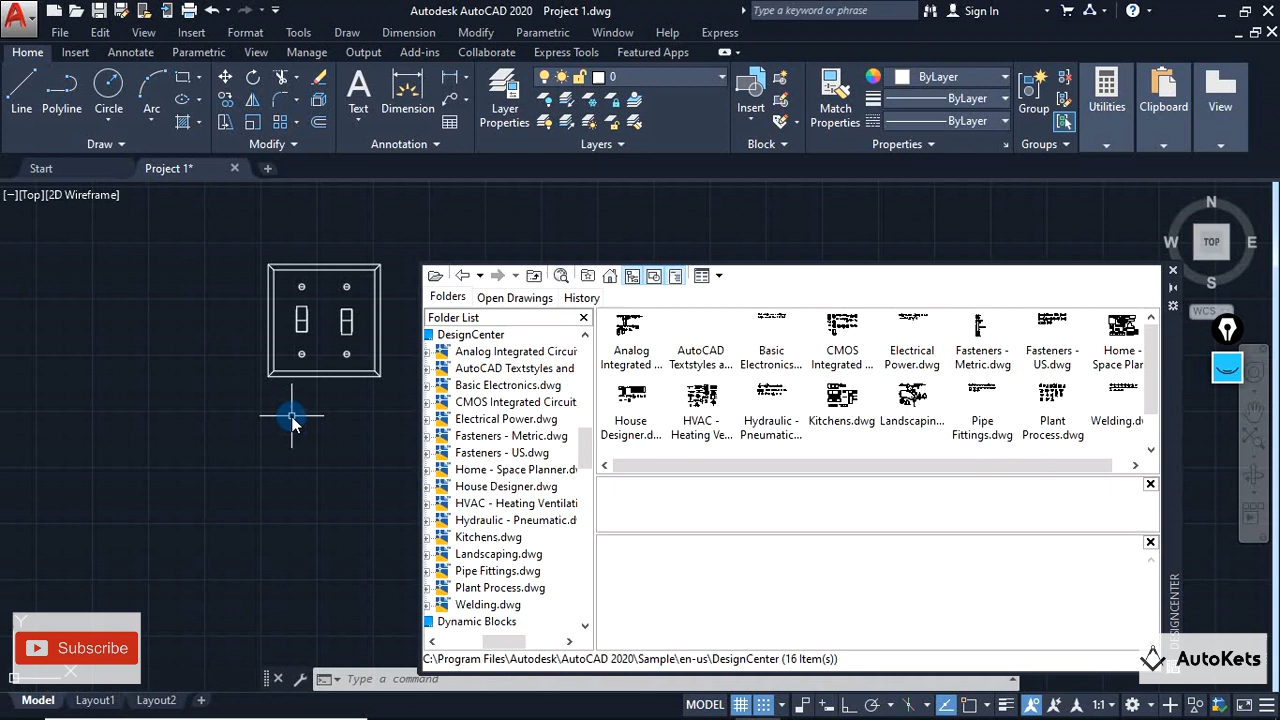 Autodesk AutoCAD 2020 Project 1.dwg
Type a keyword or phrase
Sign In
File Edit View Insert Format Tools Draw Dimension Modify Parametric Window Help Express
Home Insert Annotate Parametric View Manage Output Add-ins Collaborate Express Tools Featured Apps
Line Polyline Circle Arc
Text Dimension
Layer Properties
0
Insert
Match Properties
ByLayer
ByLayer
ByLayer
Group
Utilities Clipboard View
Draw Modify Annotation Layers Block Properties Groups
Start Project 1*
[−][Top][2D Wireframe]
N
W TOP E
S
WCS
Folders Open Drawings History
Folder List
DesignCenter
Analog Integrated Circui
AutoCAD Textstyles and
Basic Electronics.dwg
CMOS Integrated Circuit
Electrical Power.dwg
Fasteners - Metric.dwg
Fasteners - US.dwg
Home - Space Planner.dw
House Designer.dwg
HVAC - Heating Ventilati
Hydraulic - Pneumatic.d
Kitchens.dwg
Landscaping.dwg
Pipe Fittings.dwg
Plant Process.dwg
Welding.dwg
Dynamic Blocks
Analog Integrated ...
AutoCAD Textstyles a...
Basic Electronics....
CMOS Integrated ...
Electrical Power.dwg
Fasteners - Metric.dwg
Fasteners - US.dwg
Home - Space Plan
House Designer.d...
HVAC - Heating Ve...
Hydraulic - Pneumatic...
Kitchens.dwg
Landscapin...
Pipe Fittings.dwg
Plant Process.dwg
Welding.dw
C:\Program Files\Autodesk\AutoCAD 2020\Sample\en-us\DesignCenter (16 Item(s))
DESIGNCENTER
Y
Subscribe
X
AutoKets
Type a command
Model Layout1 Layout2
MODEL
1:1